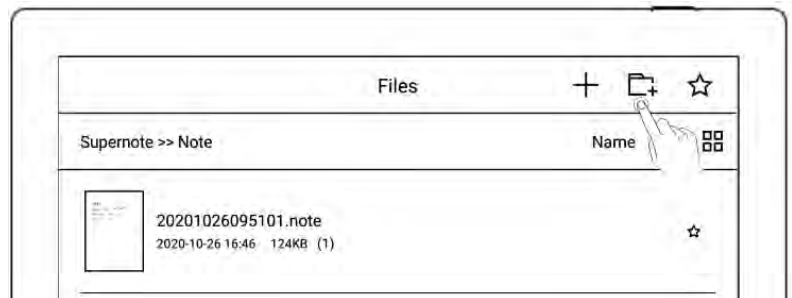 Files
Supernote >> Note
Name
20201026095101.note
2020-10-26 16:46 124KB (1)